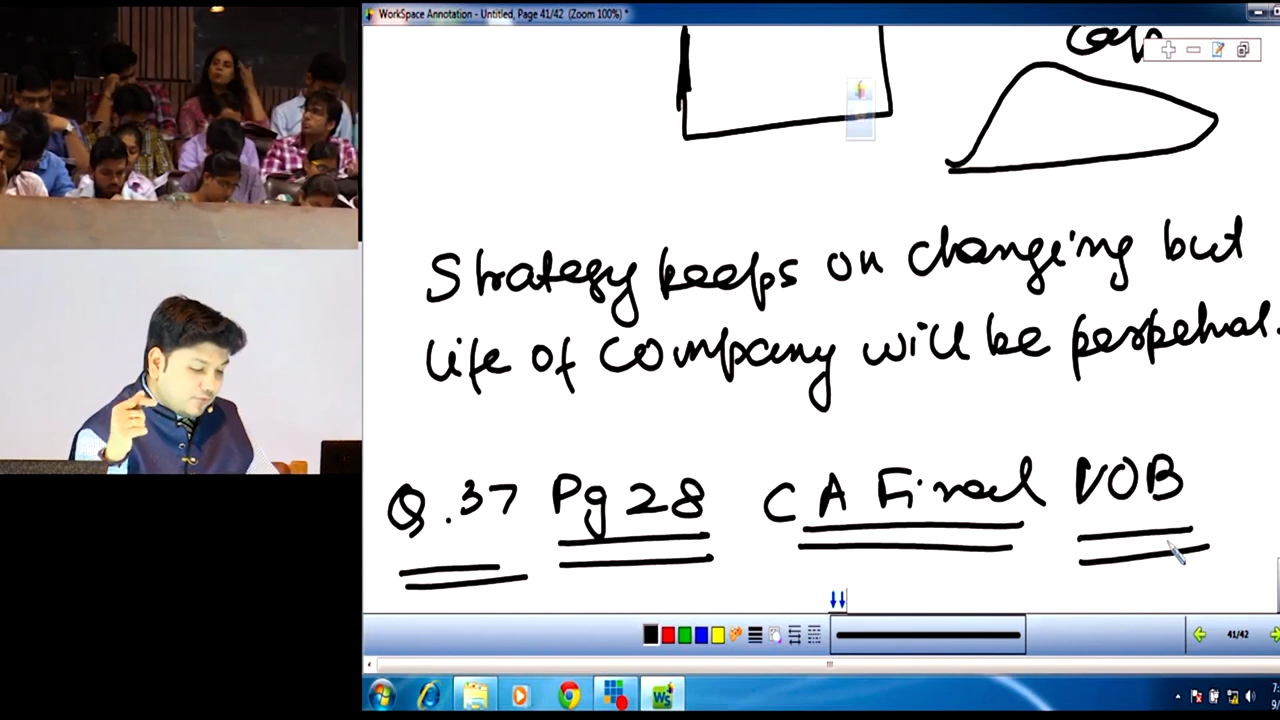 WorkSpace Annotation - Untitled, Page 41/42 (Zoom 100%) *
Strategy keeps on changing but
life of company will be perpetual.
Q.37 Pg 28 CA Final VOB
41/42